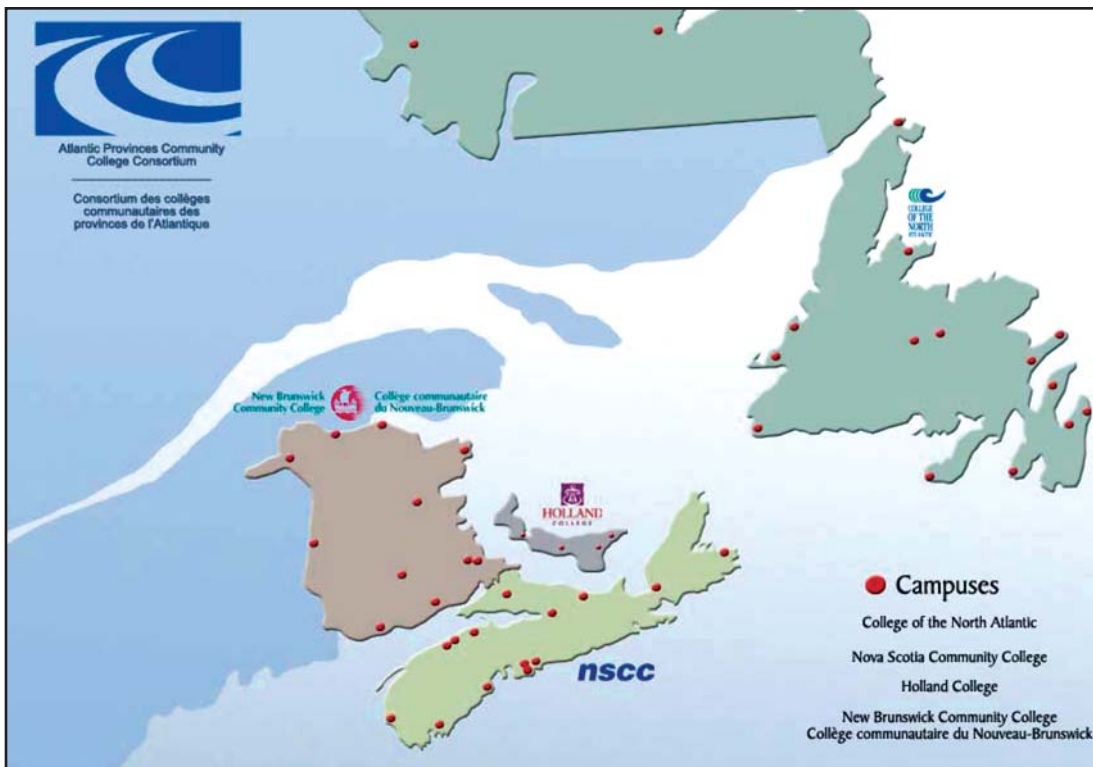 Atlantic Provinces Community
College Consortium
Consortium des collèges
communautaires des
provinces de l'Atlantique
COLLEGE
OF THE
NORTH
ATLANTIC
New Brunswick
Community College
Collège communautaire
du Nouveau-Brunswick
HOLLAND
COLLEGE
nscc
Campuses
College of the North Atlantic
Nova Scotia Community College
Holland College
New Brunswick Community College
Collège communautaire du Nouveau-Brunswick